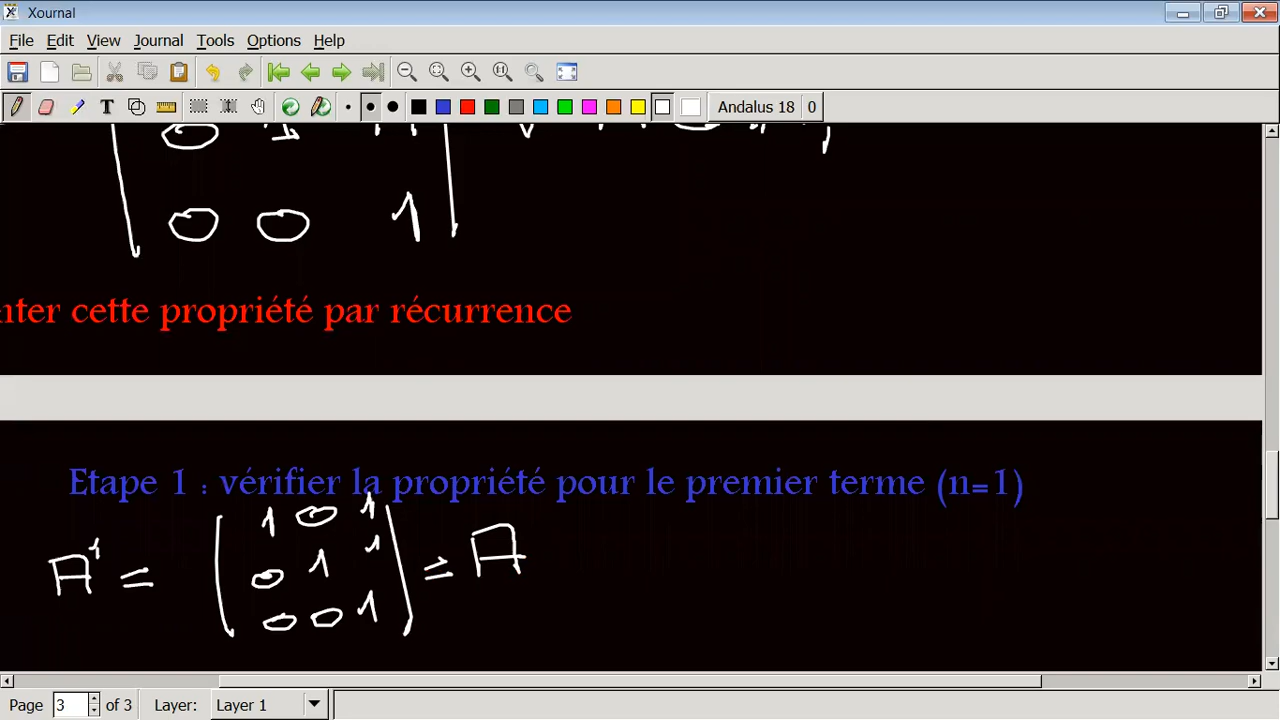 Xournal
File Edit View Journal Tools Options Help
Andalus 18 0
0 0 1
nter cette propriété par récurrence
Etape 1 : vérifier la propriété pour le premier terme (n=1)
1 0 1
A¹ = 0 1 1 = A
0 0 1
Page 3 of 3 Layer: Layer 1